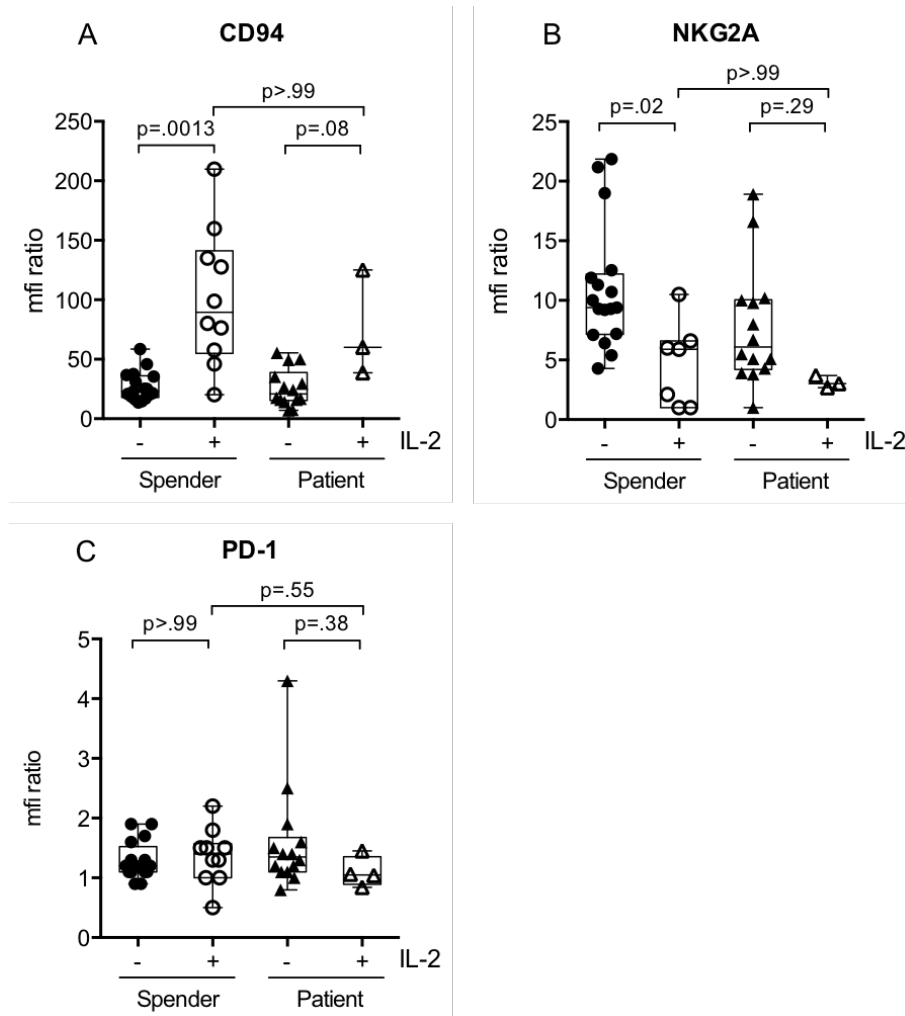 A CD94
p>.99
p=.0013 p=.08
250
200
150
100
50
0
mfi ratio
- + - + IL-2
Spender Patient
B NKG2A
p>.99
p=.02 p=.29
25
20
15
10
5
0
mfi ratio
- + - + IL-2
Spender Patient
C PD-1
p=.55
p>.99 p=.38
5
4
3
2
1
0
mfi ratio
- + - + IL-2
Spender Patient